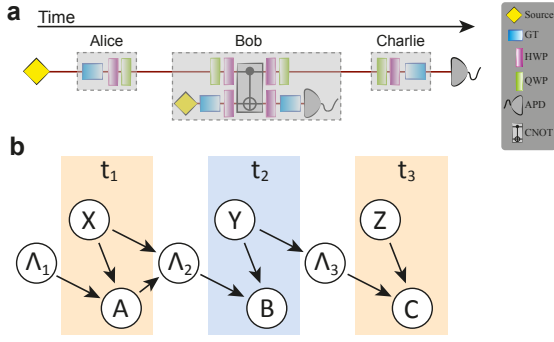 a
Time
Alice
Bob
Charlie
Source
GT
HWP
QWP
APD
CNOT
b
t₁
t₂
t₃
X
Y
Z
Λ₁
Λ₂
Λ₃
A
B
C